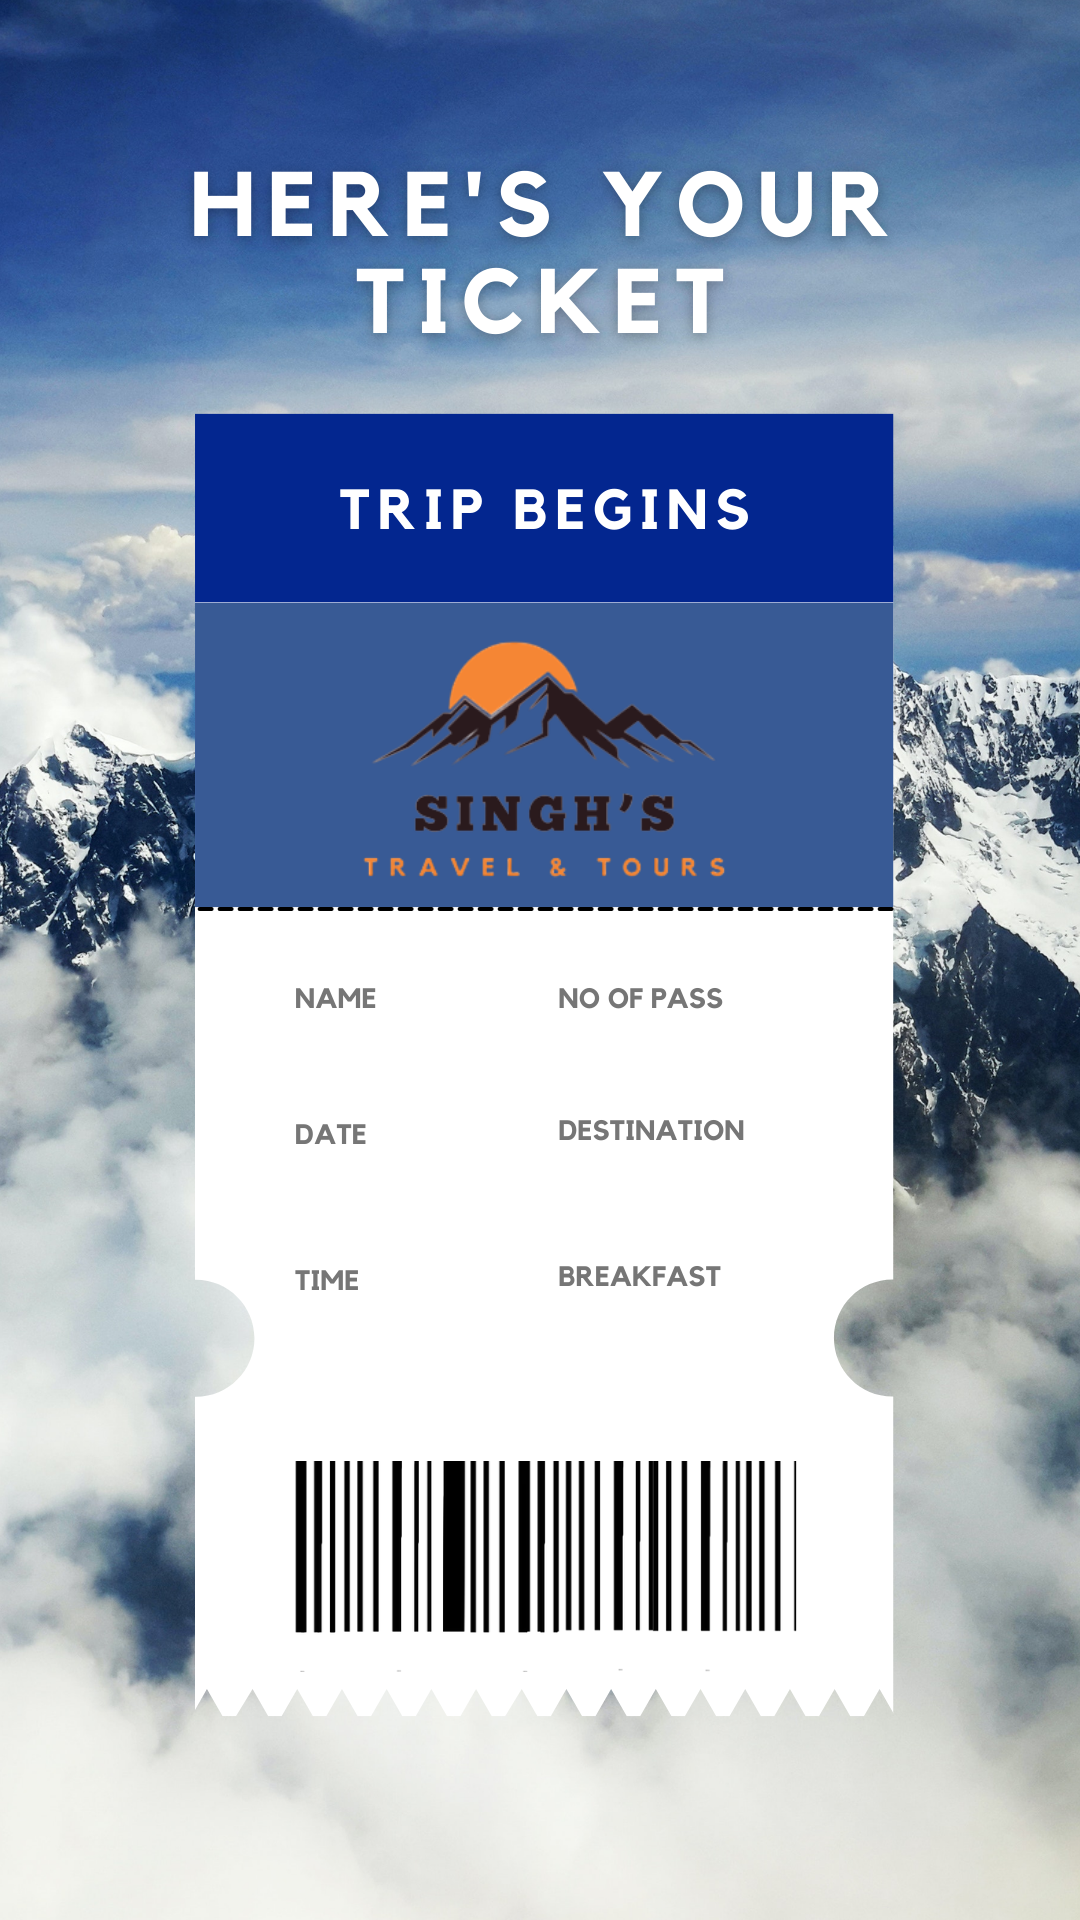 HERE'S YOUR
TICKET
TRIP BEGINS
SINGH’S
TRAVEL & TOURS
NAME
NO OF PASS
DATE
DESTINATION
TIME
BREAKFAST